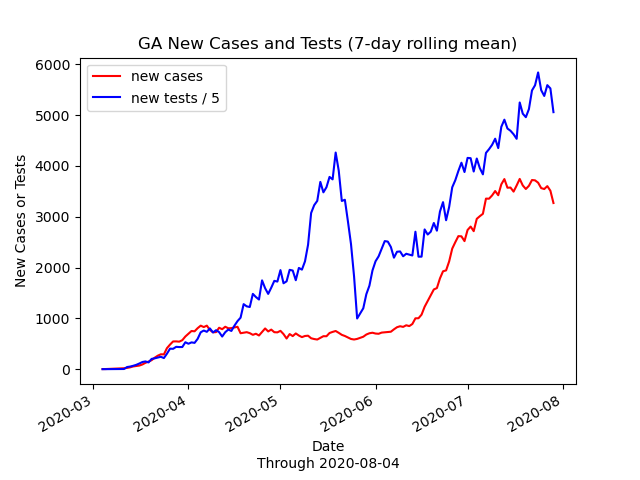 GA New Cases and Tests (7-day rolling mean)
new cases
new tests / 5
6000
5000
4000
3000
2000
1000
0
New Cases or Tests
2020-03
2020-04
2020-05
2020-06
2020-07
2020-08
Date
Through 2020-08-04